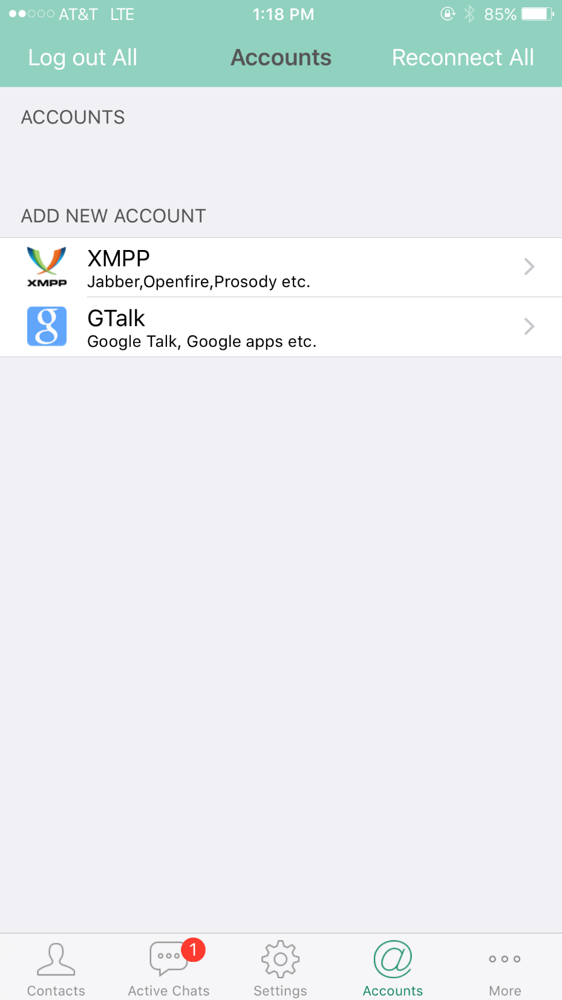 AT&T LTE 1:18 PM 85%
Log out All Accounts Reconnect All
ACCOUNTS
ADD NEW ACCOUNT
XMPP
XMPP
Jabber,Openfire,Prosody etc.
g
GTalk
Google Talk, Google apps etc.
1
Contacts Active Chats Settings Accounts More